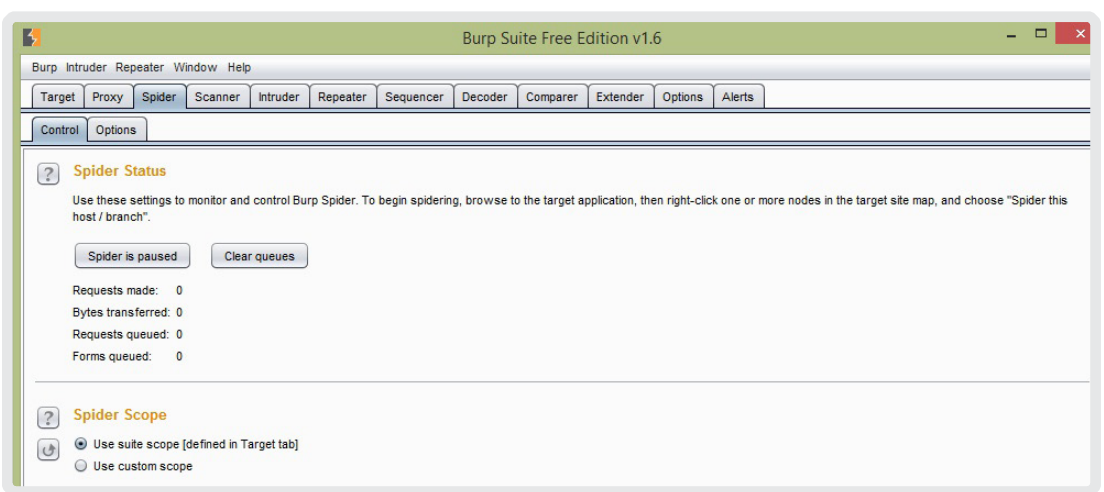 Burp Suite Free Edition v1.6
Burp Intruder Repeater Window Help
Target Proxy Spider Scanner Intruder Repeater Sequencer Decoder Comparer Extender Options Alerts
Control Options
? Spider Status
Use these settings to monitor and control Burp Spider. To begin spidering, browse to the target application, then right-click one or more nodes in the target site map, and choose "Spider this
host / branch".
Spider is paused Clear queues
Requests made: 0
Bytes transferred: 0
Requests queued: 0
Forms queued: 0
? Spider Scope
Use suite scope [defined in Target tab]
Use custom scope